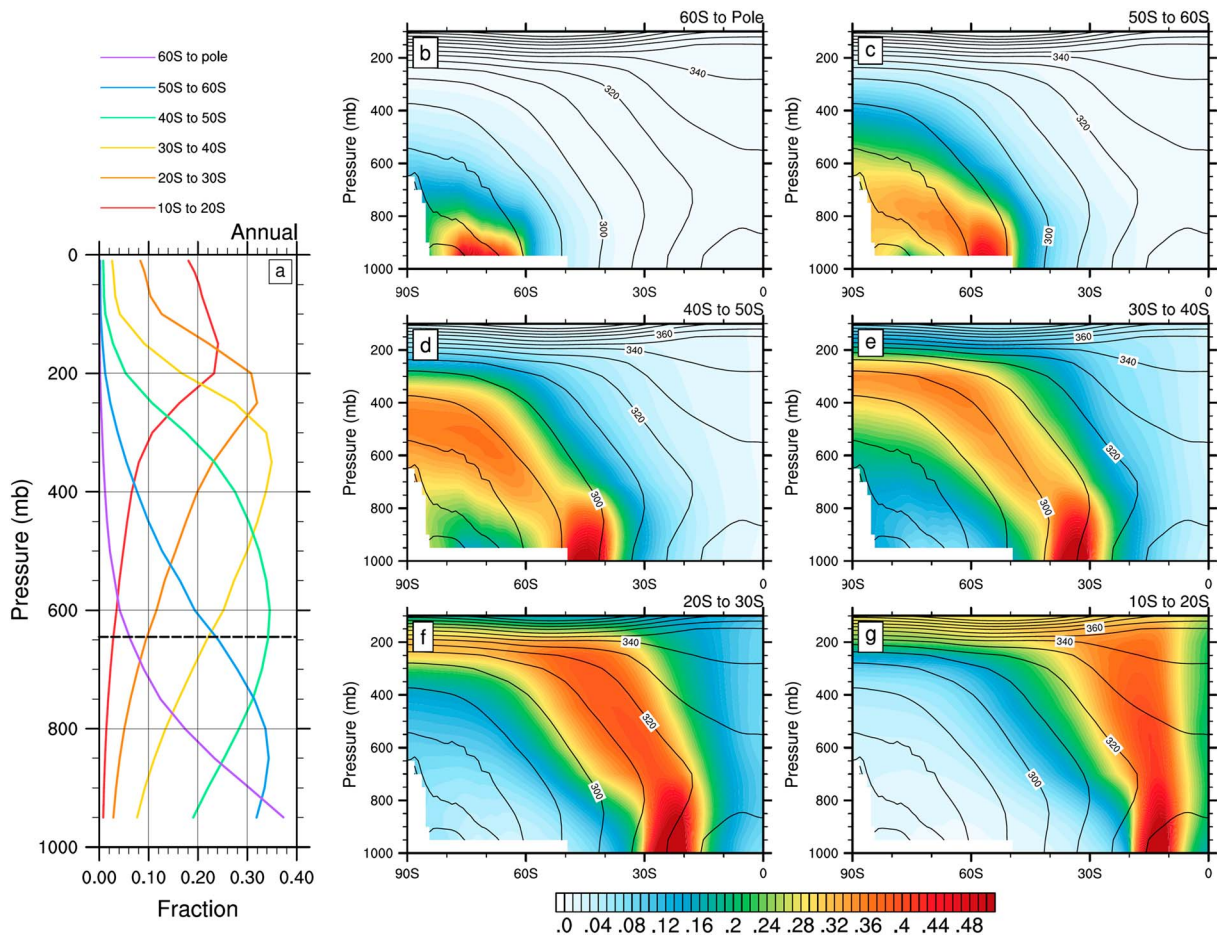 60S to pole
50S to 60S
40S to 50S
30S to 40S
20S to 30S
10S to 20S
Annual
a
0
200
400
600
800
1000
Pressure (mb)
0.00 0.10 0.20 0.30 0.40
Fraction
60S to Pole
b
200
400
600
800
1000
Pressure (mb)
340
320
300
90S 60S 30S 0
50S to 60S
c
200
400
600
800
1000
Pressure (mb)
340
320
300
90S 60S 30S 0
40S to 50S
d
200
400
600
800
1000
Pressure (mb)
360
340
320
300
90S 60S 30S 0
30S to 40S
e
200
400
600
800
1000
Pressure (mb)
360
340
320
300
90S 60S 30S 0
20S to 30S
f
200
400
600
800
1000
Pressure (mb)
340
320
300
90S 60S 30S 0
10S to 20S
g
200
400
600
800
1000
Pressure (mb)
360
340
320
300
90S 60S 30S 0
.0 .04 .08 .12 .16 .2 .24 .28 .32 .36 .4 .44 .48